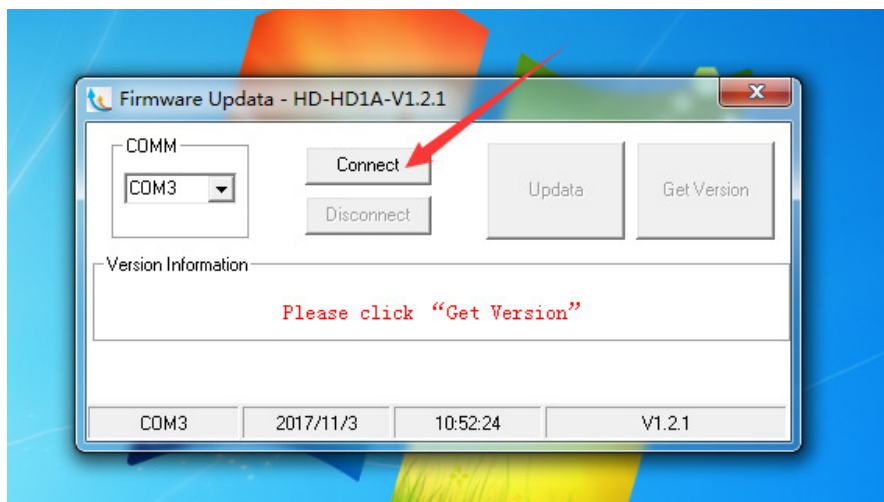 Firmware Updata - HD-HD1A-V1.2.1
COMM
COM3
Connect
Disconnect
Updata
Get Version
Version Information
Please click “Get Version”
COM3
2017/11/3
10:52:24
V1.2.1